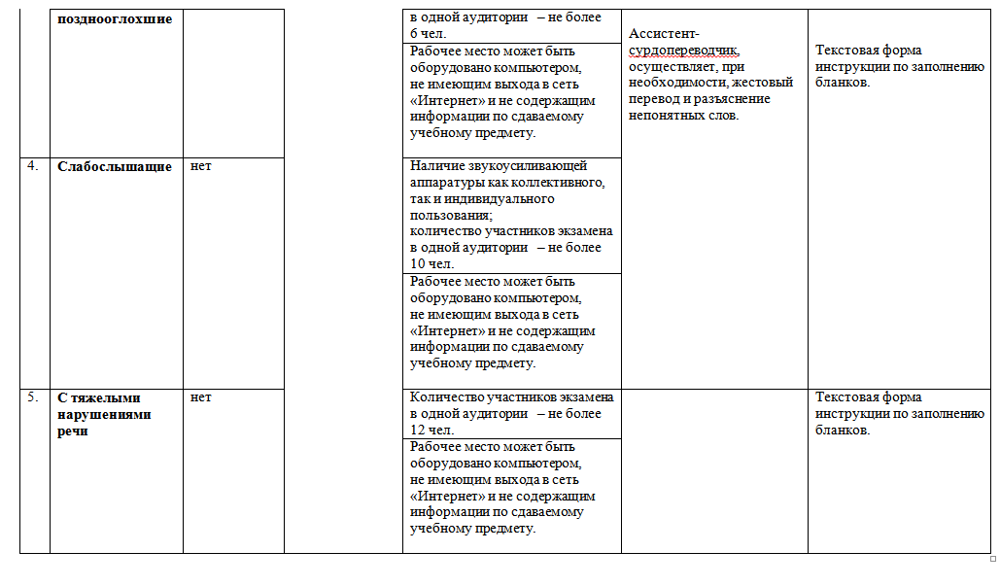 позднооглохшие
в одной аудитории – не более
6 чел.
Рабочее место может быть
оборудовано компьютером,
не имеющим выхода в сеть
«Интернет» и не содержащим
информации по сдаваемому
учебному предмету.
Ассистент-
сурдопереводчик,
осуществляет, при
необходимости, жестовый
перевод и разъяснение
непонятных слов.
Текстовая форма
инструкции по заполнению
бланков.
4.
Слабослышащие
нет
Наличие звукоусиливающей
аппаратуры как коллективного,
так и индивидуального
пользования;
количество участников экзамена
в одной аудитории – не более
10 чел.
Рабочее место может быть
оборудовано компьютером,
не имеющим выхода в сеть
«Интернет» и не содержащим
информации по сдаваемому
учебному предмету.
5.
С тяжелыми
нарушениями
речи
нет
Количество участников экзамена
в одной аудитории – не более
12 чел.
Рабочее место может быть
оборудовано компьютером,
не имеющим выхода в сеть
«Интернет» и не содержащим
информации по сдаваемому
учебному предмету.
Текстовая форма
инструкции по заполнению
бланков.